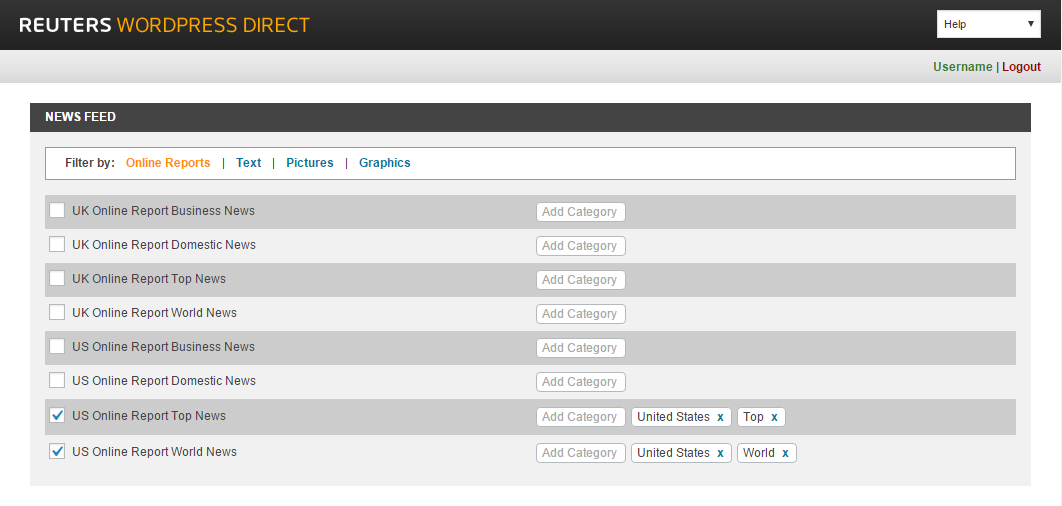 REUTERS WORDPRESS DIRECT
Help
Username | Logout
NEWS FEED
Filter by: Online Reports | Text | Pictures | Graphics
UK Online Report Business News Add Category
UK Online Report Domestic News Add Category
UK Online Report Top News Add Category
UK Online Report World News Add Category
US Online Report Business News Add Category
US Online Report Domestic News Add Category
US Online Report Top News Add Category United States x Top x
US Online Report World News Add Category United States x World x